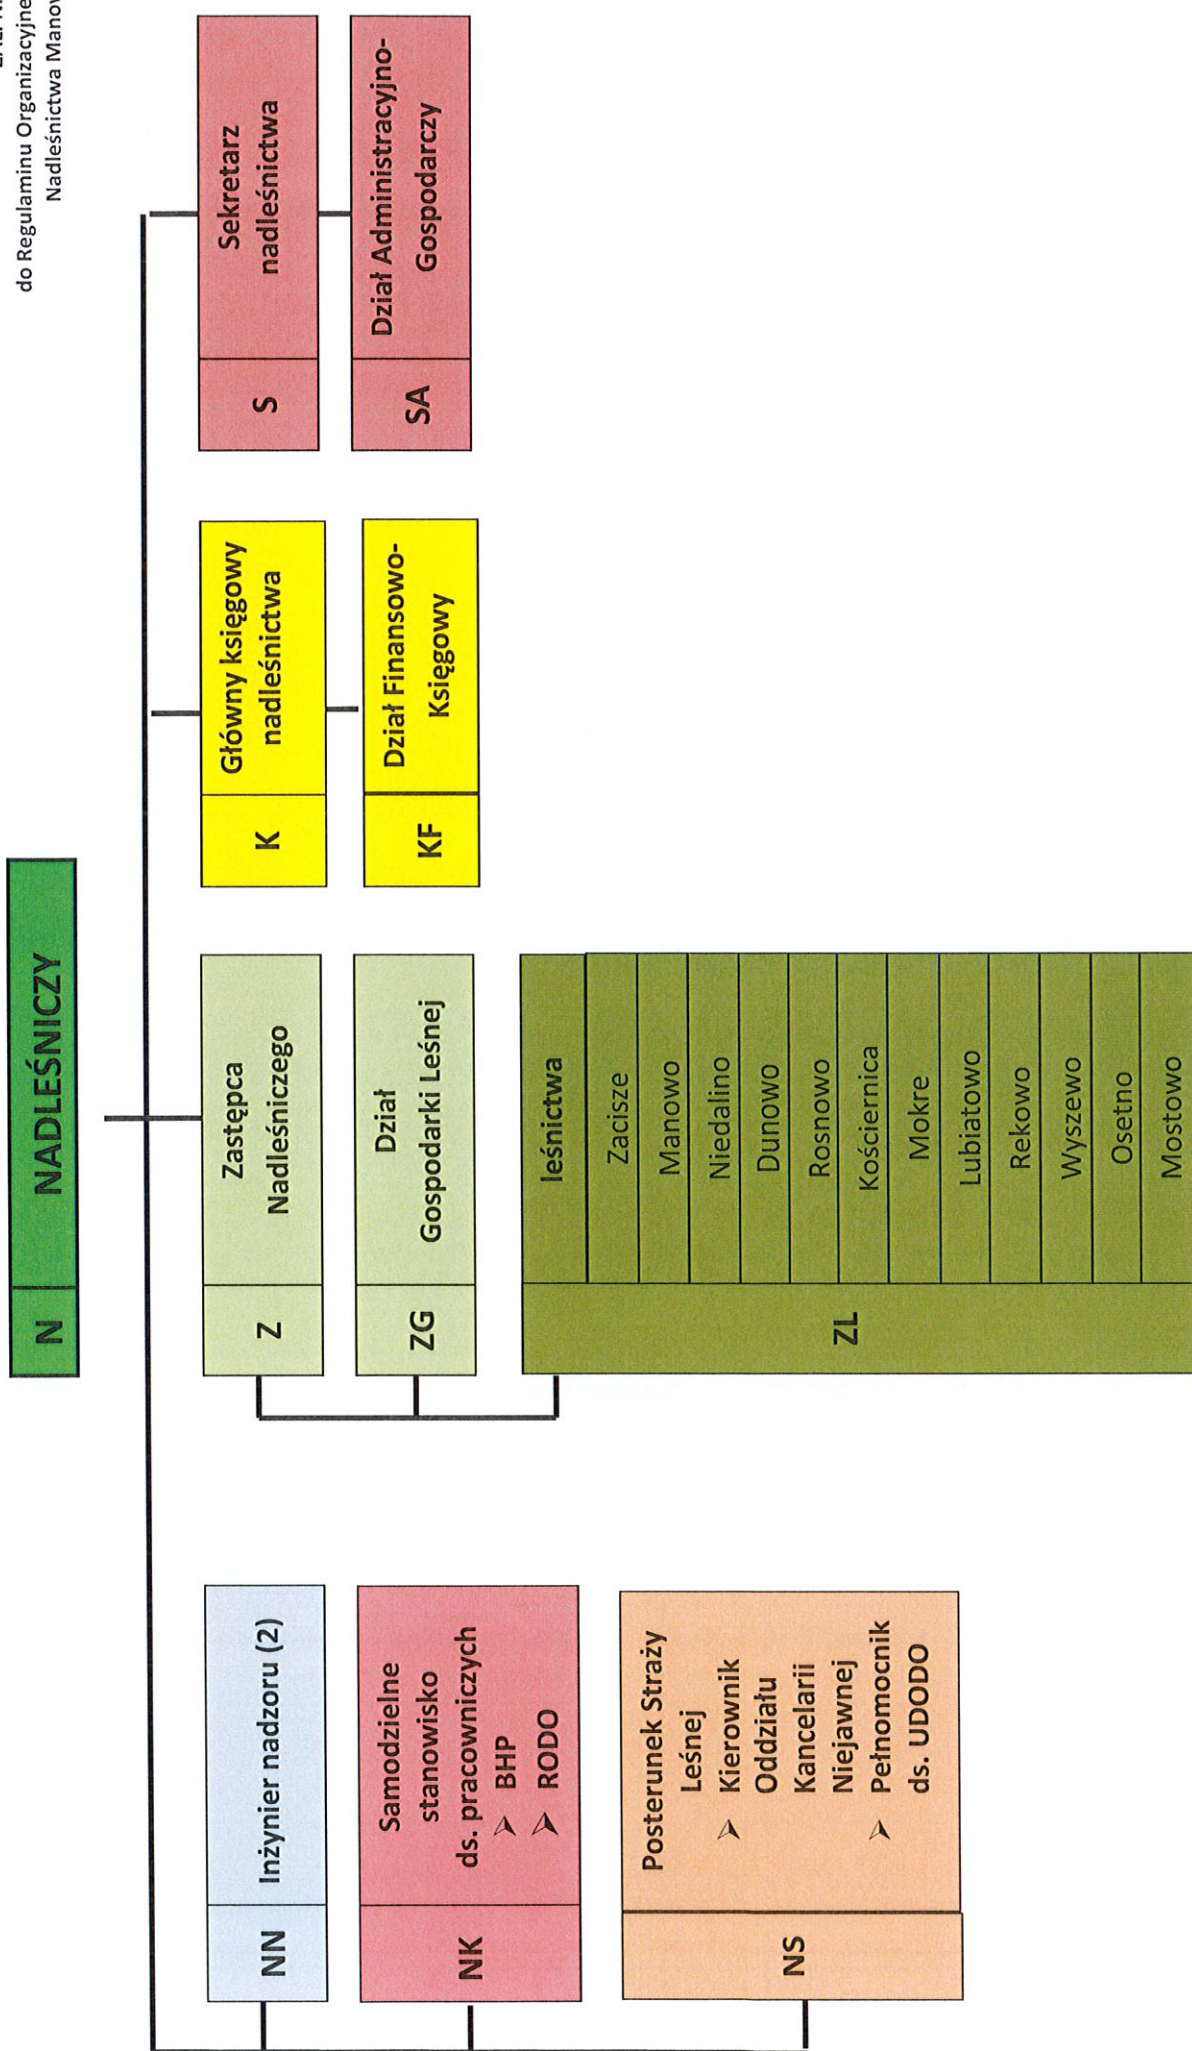 do Regulaminu Organizacyjne
Nadleśnictwa Manow
N NADLEŚNICZY
NN Inżynier nadzoru (2)
NK
Samodzielne
stanowisko
ds. pracowniczych
➢ BHP
➢ RODO
NS
Posterunek Straży
Leśnej
➢ Kierownik
Oddziału
Kancelarii
Niejawnej
➢ Pełnomocnik
ds. UDODO
Z
Zastępca
Nadleśniczego
ZG
Dział
Gospodarki Leśnej
ZL
leśnictwa
Zacisze
Manowo
Niedalino
Dunowo
Rosnowo
Kościernica
Mokre
Lubiatowo
Rekowo
Wyszewo
Osetno
Mostowo
K
Główny księgowy
nadleśnictwa
KF
Dział Finansowo-
Księgowy
S
Sekretarz
nadleśnictwa
SA
Dział Administracyjno-
Gospodarczy